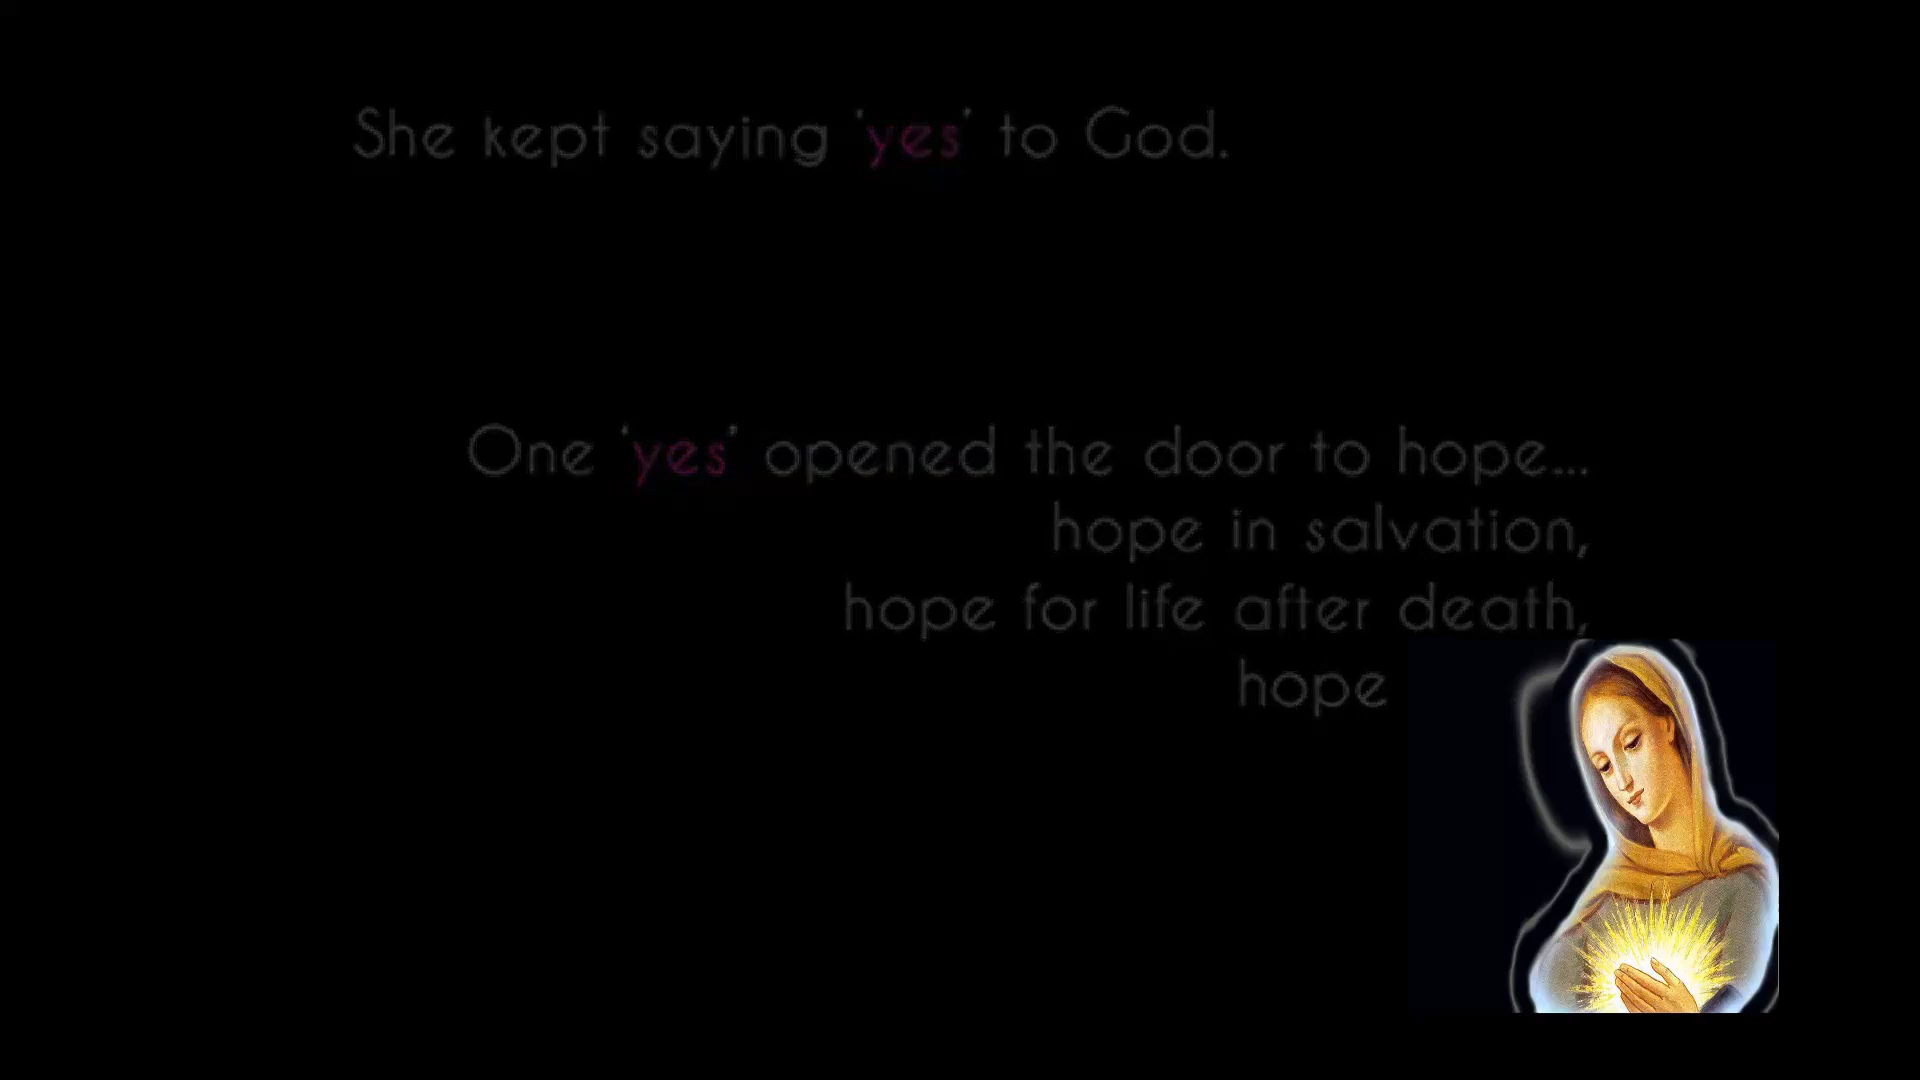 She kept saying ‘yes’ to God.
One ‘yes’ opened the door to hope...
hope in salvation,
hope for life after death,
hope